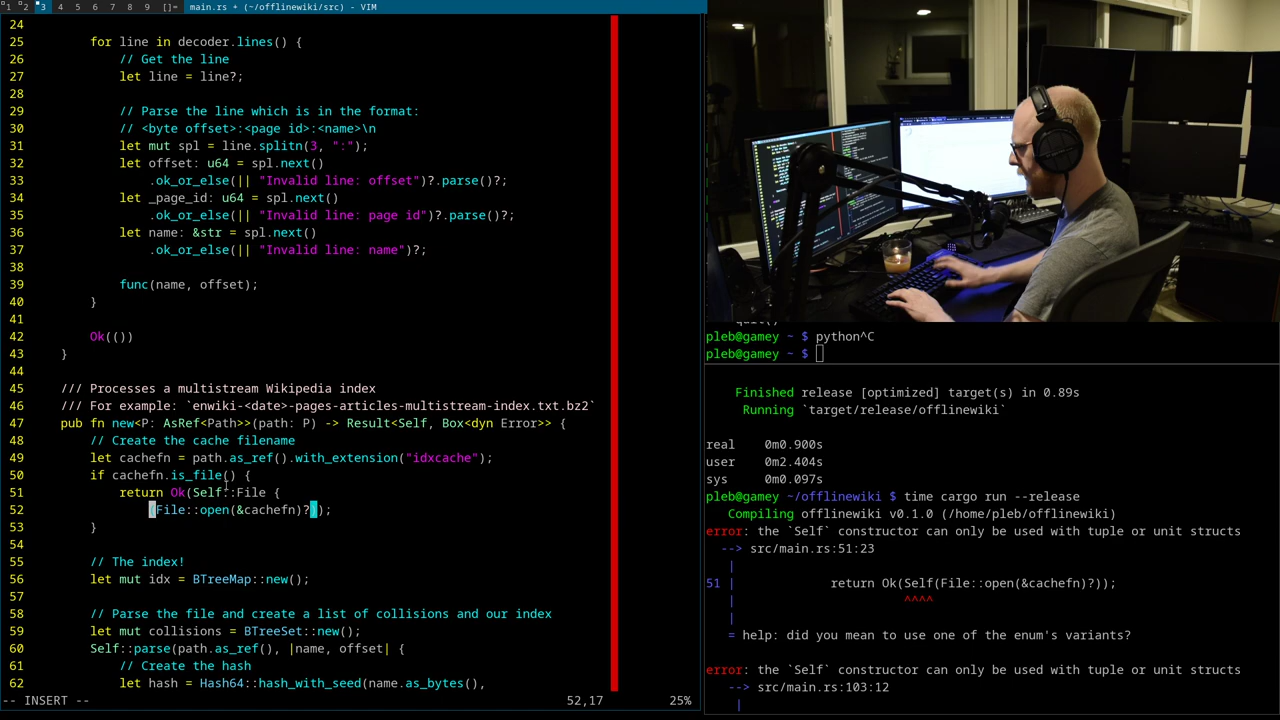 1 2 3 4 5 6 7 8 9 []= main.rs + (~/offlinewiki/src) - VIM
24
25 for line in decoder.lines() {
26 // Get the line
27 let line = line?;
28
29 // Parse the line which is in the format:
30 // <byte offset>:<page id>:<name>\n
31 let mut spl = line.splitn(3, ":");
32 let offset: u64 = spl.next()
33 .ok_or_else(|| "Invalid line: offset")?.parse()?;
34 let _page_id: u64 = spl.next()
35 .ok_or_else(|| "Invalid line: page id")?.parse()?;
36 let name: &str = spl.next()
37 .ok_or_else(|| "Invalid line: name")?;
38
39 func(name, offset);
40 }
41
42 Ok(())
43 }
44
45 /// Processes a multistream Wikipedia index
46 /// For example: `enwiki-<date>-pages-articles-multistream-index.txt.bz2`
47 pub fn new<P: AsRef<Path>>(path: P) -> Result<Self, Box<dyn Error>> {
48 // Create the cache filename
49 let cachefn = path.as_ref().with_extension("idxcache");
50 if cachefn.is_file() {
51 return Ok(Self::File {
52 (File::open(&cachefn)?));
53 }
54
55 // The index!
56 let mut idx = BTreeMap::new();
57
58 // Parse the file and create a list of collisions and our index
59 let mut collisions = BTreeSet::new();
60 Self::parse(path.as_ref(), |name, offset| {
61 // Create the hash
62 let hash = Hash64::hash_with_seed(name.as_bytes(),
-- INSERT -- 52,17 25%
pleb@gamey ~ $ python^C
pleb@gamey ~ $
Finished release [optimized] target(s) in 0.89s
Running `target/release/offlinewiki`
real 0m0.900s
user 0m2.404s
sys 0m0.097s
pleb@gamey ~/offlinewiki $ time cargo run --release
Compiling offlinewiki v0.1.0 (/home/pleb/offlinewiki)
error: the `Self` constructor can only be used with tuple or unit structs
--> src/main.rs:51:23
|
51 | return Ok(Self(File::open(&cachefn)?));
| ^^^^
|
= help: did you mean to use one of the enum's variants?
error: the `Self` constructor can only be used with tuple or unit structs
--> src/main.rs:103:12
|